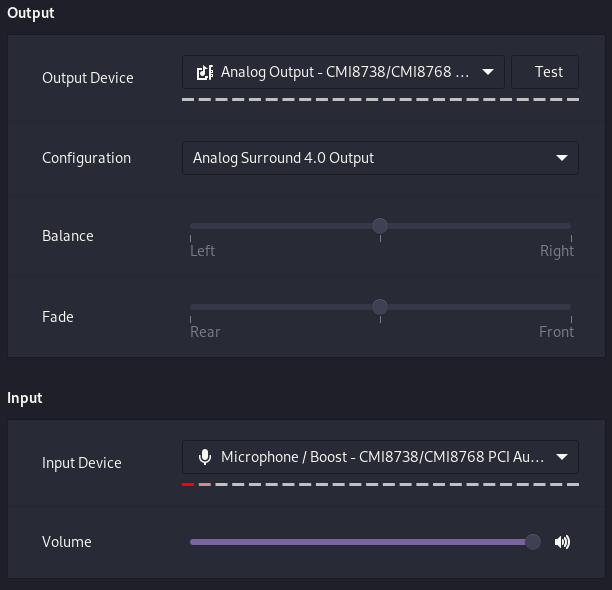 Output
Output Device
Analog Output - CMI8738/CMI8768 ...
Test
Configuration
Analog Surround 4.0 Output
Balance
Left
Right
Fade
Rear
Front
Input
Input Device
Microphone / Boost - CMI8738/CMI8768 PCI Au...
Volume